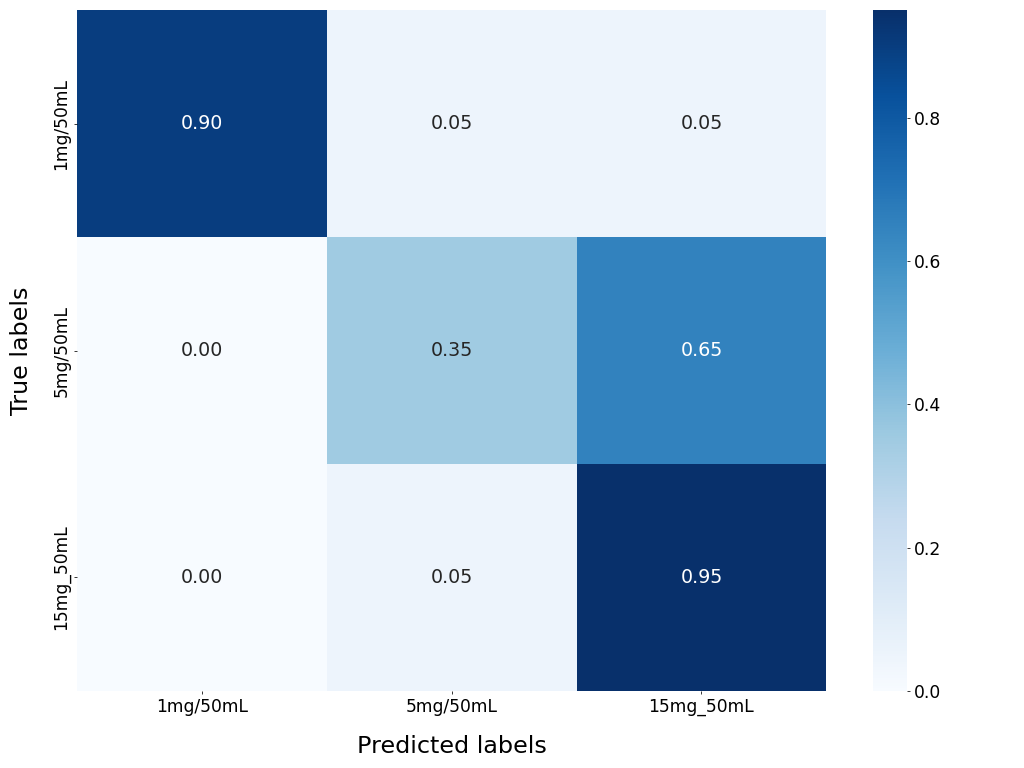 True labels
1mg/50mL
0.90 0.05 0.05
5mg/50mL
0.00 0.35 0.65
15mg_50mL
0.00 0.05 0.95
1mg/50mL 5mg/50mL 15mg_50mL
Predicted labels
0.8
0.6
0.4
0.2
0.0